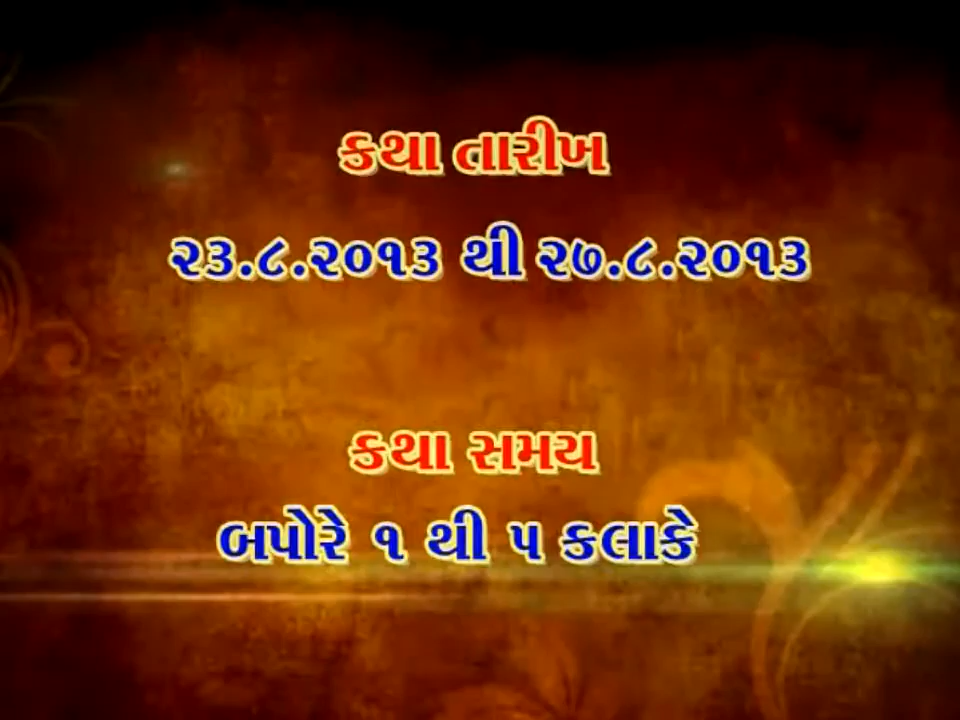 કથા તારીખ
૨૩.૮.૨૦૧૩ થી ૨૭.૮.૨૦૧૩
કથા સમય
બપોરે ૧ થી ૫ કલાકે